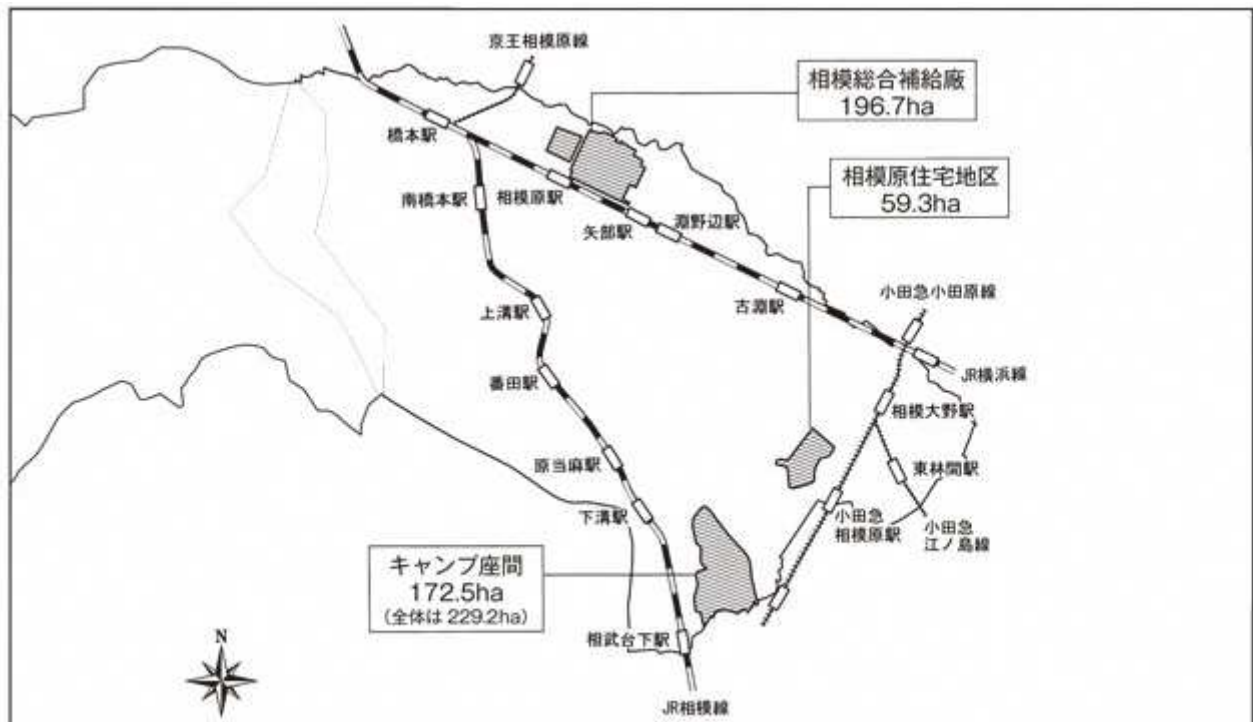 京王相模原線
相模総合補給廠
196.7ha
橋本駅
相模原住宅地区
59.3ha
南橋本駅
相模原駅
矢部駅
淵野辺駅
小田急小田原線
上溝駅
古淵駅
JR横浜線
番田駅
相模大野駅
原当麻駅
東林間駅
下溝駅
小田急
相模原駅
小田急
江ノ島線
キャンプ座間
172.5ha
(全体は 229.2ha)
相武台下駅
N
JR相模線